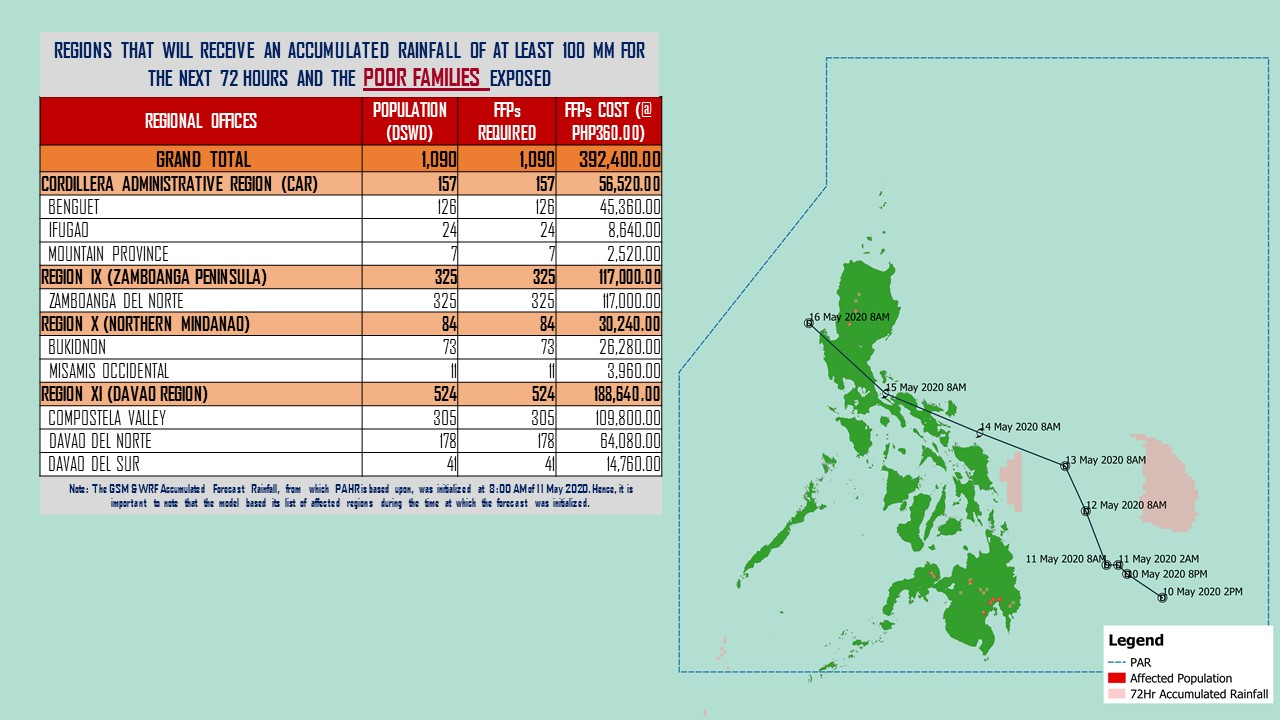 REGIONS THAT WILL RECEIVE AN ACCUMULATED RAINFALL OF AT LEAST 100 MM FOR
THE NEXT 72 HOURS AND THE POOR FAMILIES EXPOSED
REGIONAL OFFICES POPULATION (DSWD) FFPs REQUIRED FFPs COST (@ PHP360.00)
GRAND TOTAL 1,090 1,090 392,400.00
CORDILLERA ADMINISTRATIVE REGION (CAR) 157 157 56,520.00
BENGUET 126 126 45,360.00
IFUGAO 24 24 8,640.00
MOUNTAIN PROVINCE 7 7 2,520.00
REGION IX (ZAMBOANGA PENINSULA) 325 325 117,000.00
ZAMBOANGA DEL NORTE 325 325 117,000.00
REGION X (NORTHERN MINDANAO) 84 84 30,240.00
BUKIDNON 73 73 26,280.00
MISAMIS OCCIDENTAL 11 11 3,960.00
REGION XI (DAVAO REGION) 524 524 188,640.00
COMPOSTELA VALLEY 305 305 109,800.00
DAVAO DEL NORTE 178 178 64,080.00
DAVAO DEL SUR 41 41 14,760.00
Note: The GSM & WRF Accumulated Forecast Rainfall, from which PAHR is based upon, was initialized at 8:00 AM of 11 May 2020. Hence, it is
important to note that the model based its list of affected regions during the time at which the forecast was initialized.
16 May 2020 8AM
15 May 2020 8AM
14 May 2020 8AM
13 May 2020 8AM
12 May 2020 8AM
11 May 2020 8AM
11 May 2020 2AM
10 May 2020 8PM
10 May 2020 2PM
Legend
PAR
Affected Population
72Hr Accumulated Rainfall